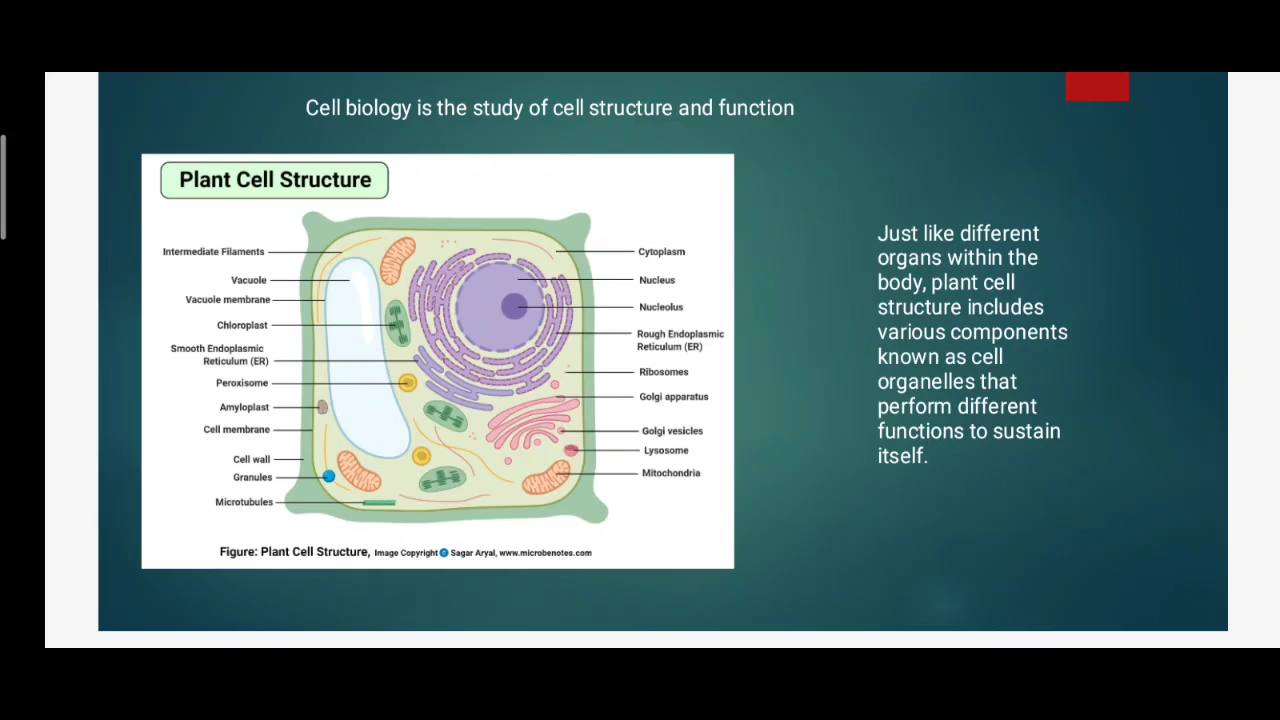 Cell biology is the study of cell structure and function
Plant Cell Structure
Intermediate Filaments
Vacuole
Vacuole membrane
Chloroplast
Smooth Endoplasmic
Reticulum (ER)
Peroxisome
Amyloplast
Cell membrane
Cell wall
Granules
Microtubules
Cytoplasm
Nucleus
Nucleolus
Rough Endoplasmic
Reticulum (ER)
Ribosomes
Golgi apparatus
Golgi vesicles
Lysosome
Mitochondria
Figure: Plant Cell Structure, Image Copyright © Sagar Aryal, www.microbenotes.com
Just like different
organs within the
body, plant cell
structure includes
various components
known as cell
organelles that
perform different
functions to sustain
itself.